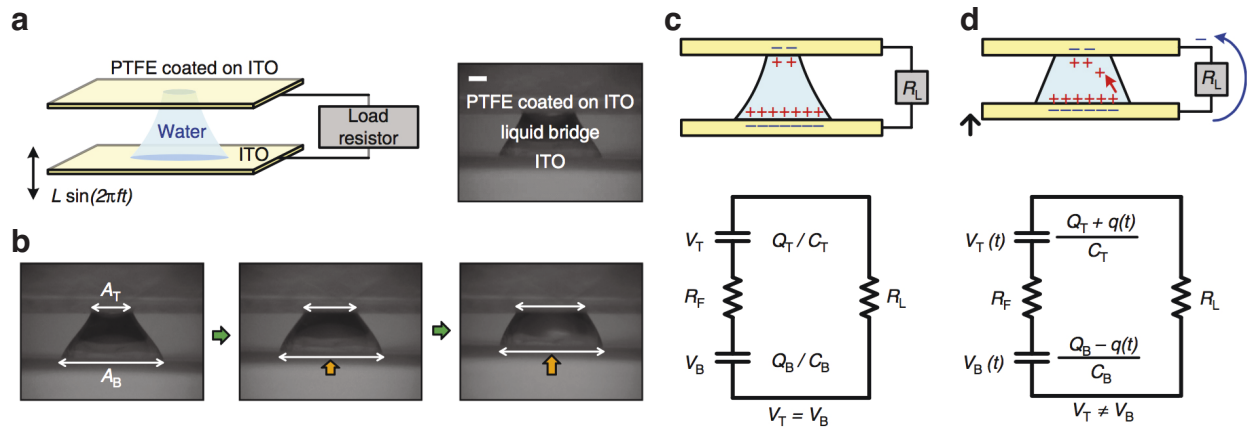 a
PTFE coated on ITO
Water
ITO
Load
resistor
L sin(2πft)
PTFE coated on ITO
liquid bridge
ITO
b
A_T
A_B
c
− −
+ +
+ + + + + + +
− − − − − − −
R_L
V_T
Q_T / C_T
R_F
R_L
V_B
Q_B / C_B
V_T = V_B
d
−
− −
+ +
+
+ + + + + +
− − − − − −
R_L
V_T (t)
Q_T + q(t)
C_T
R_F
R_L
V_B (t)
Q_B − q(t)
C_B
V_T ≠ V_B